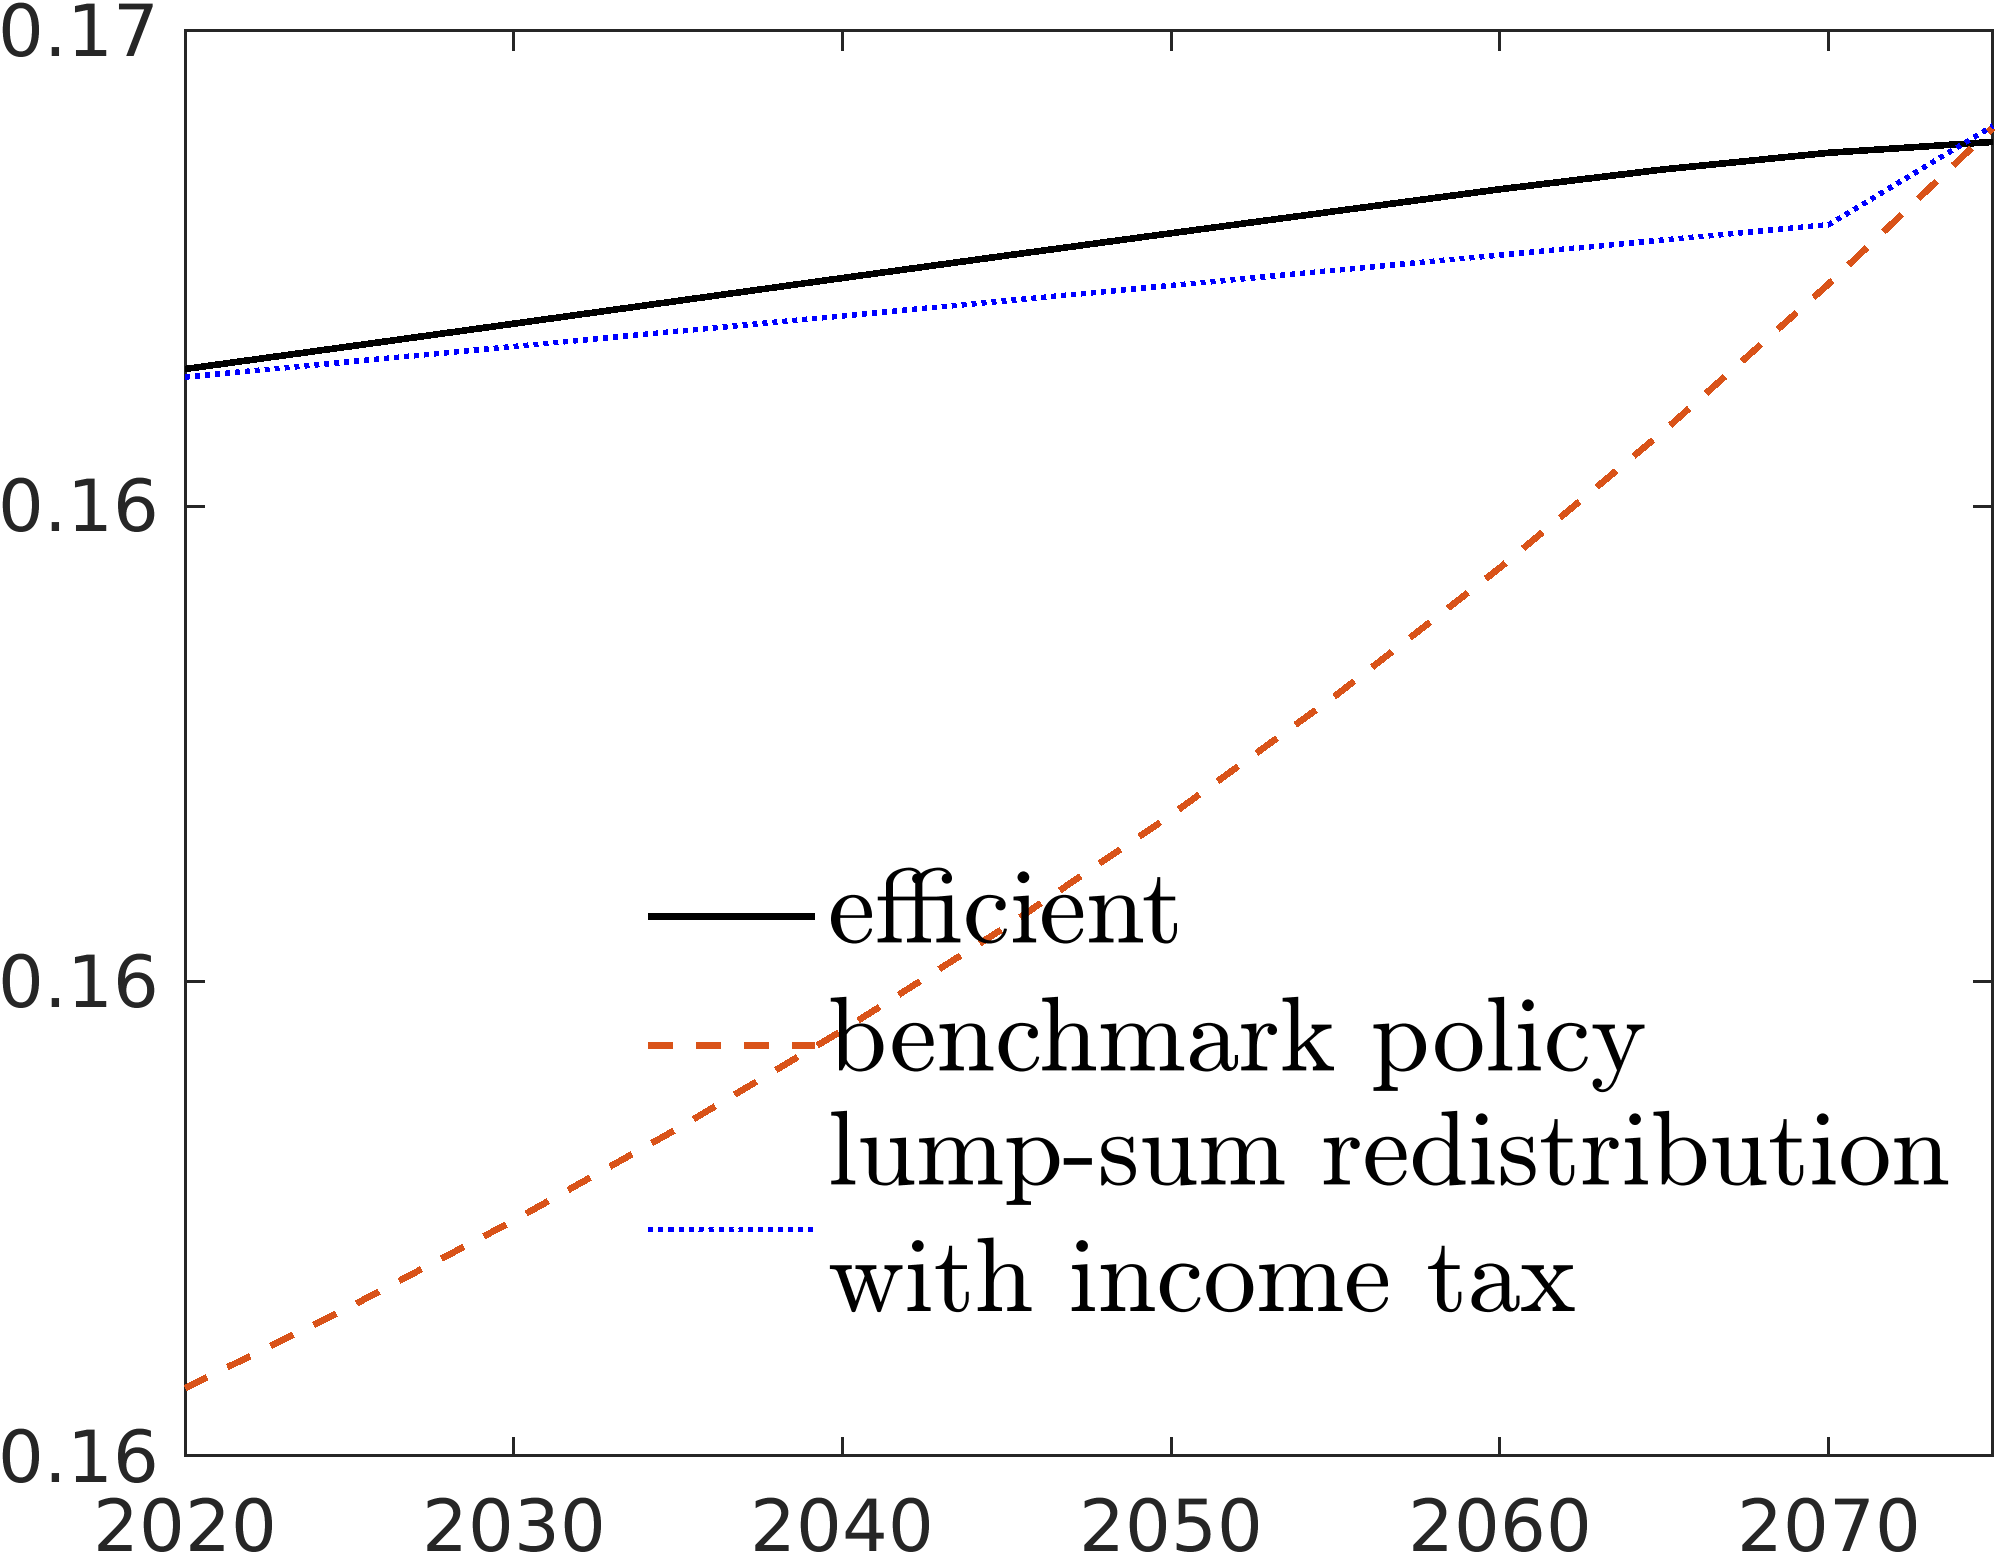 0.17
0.16
0.16
0.16
efficient
benchmark policy
lump-sum redistribution
with income tax
2020 2030 2040 2050 2060 2070